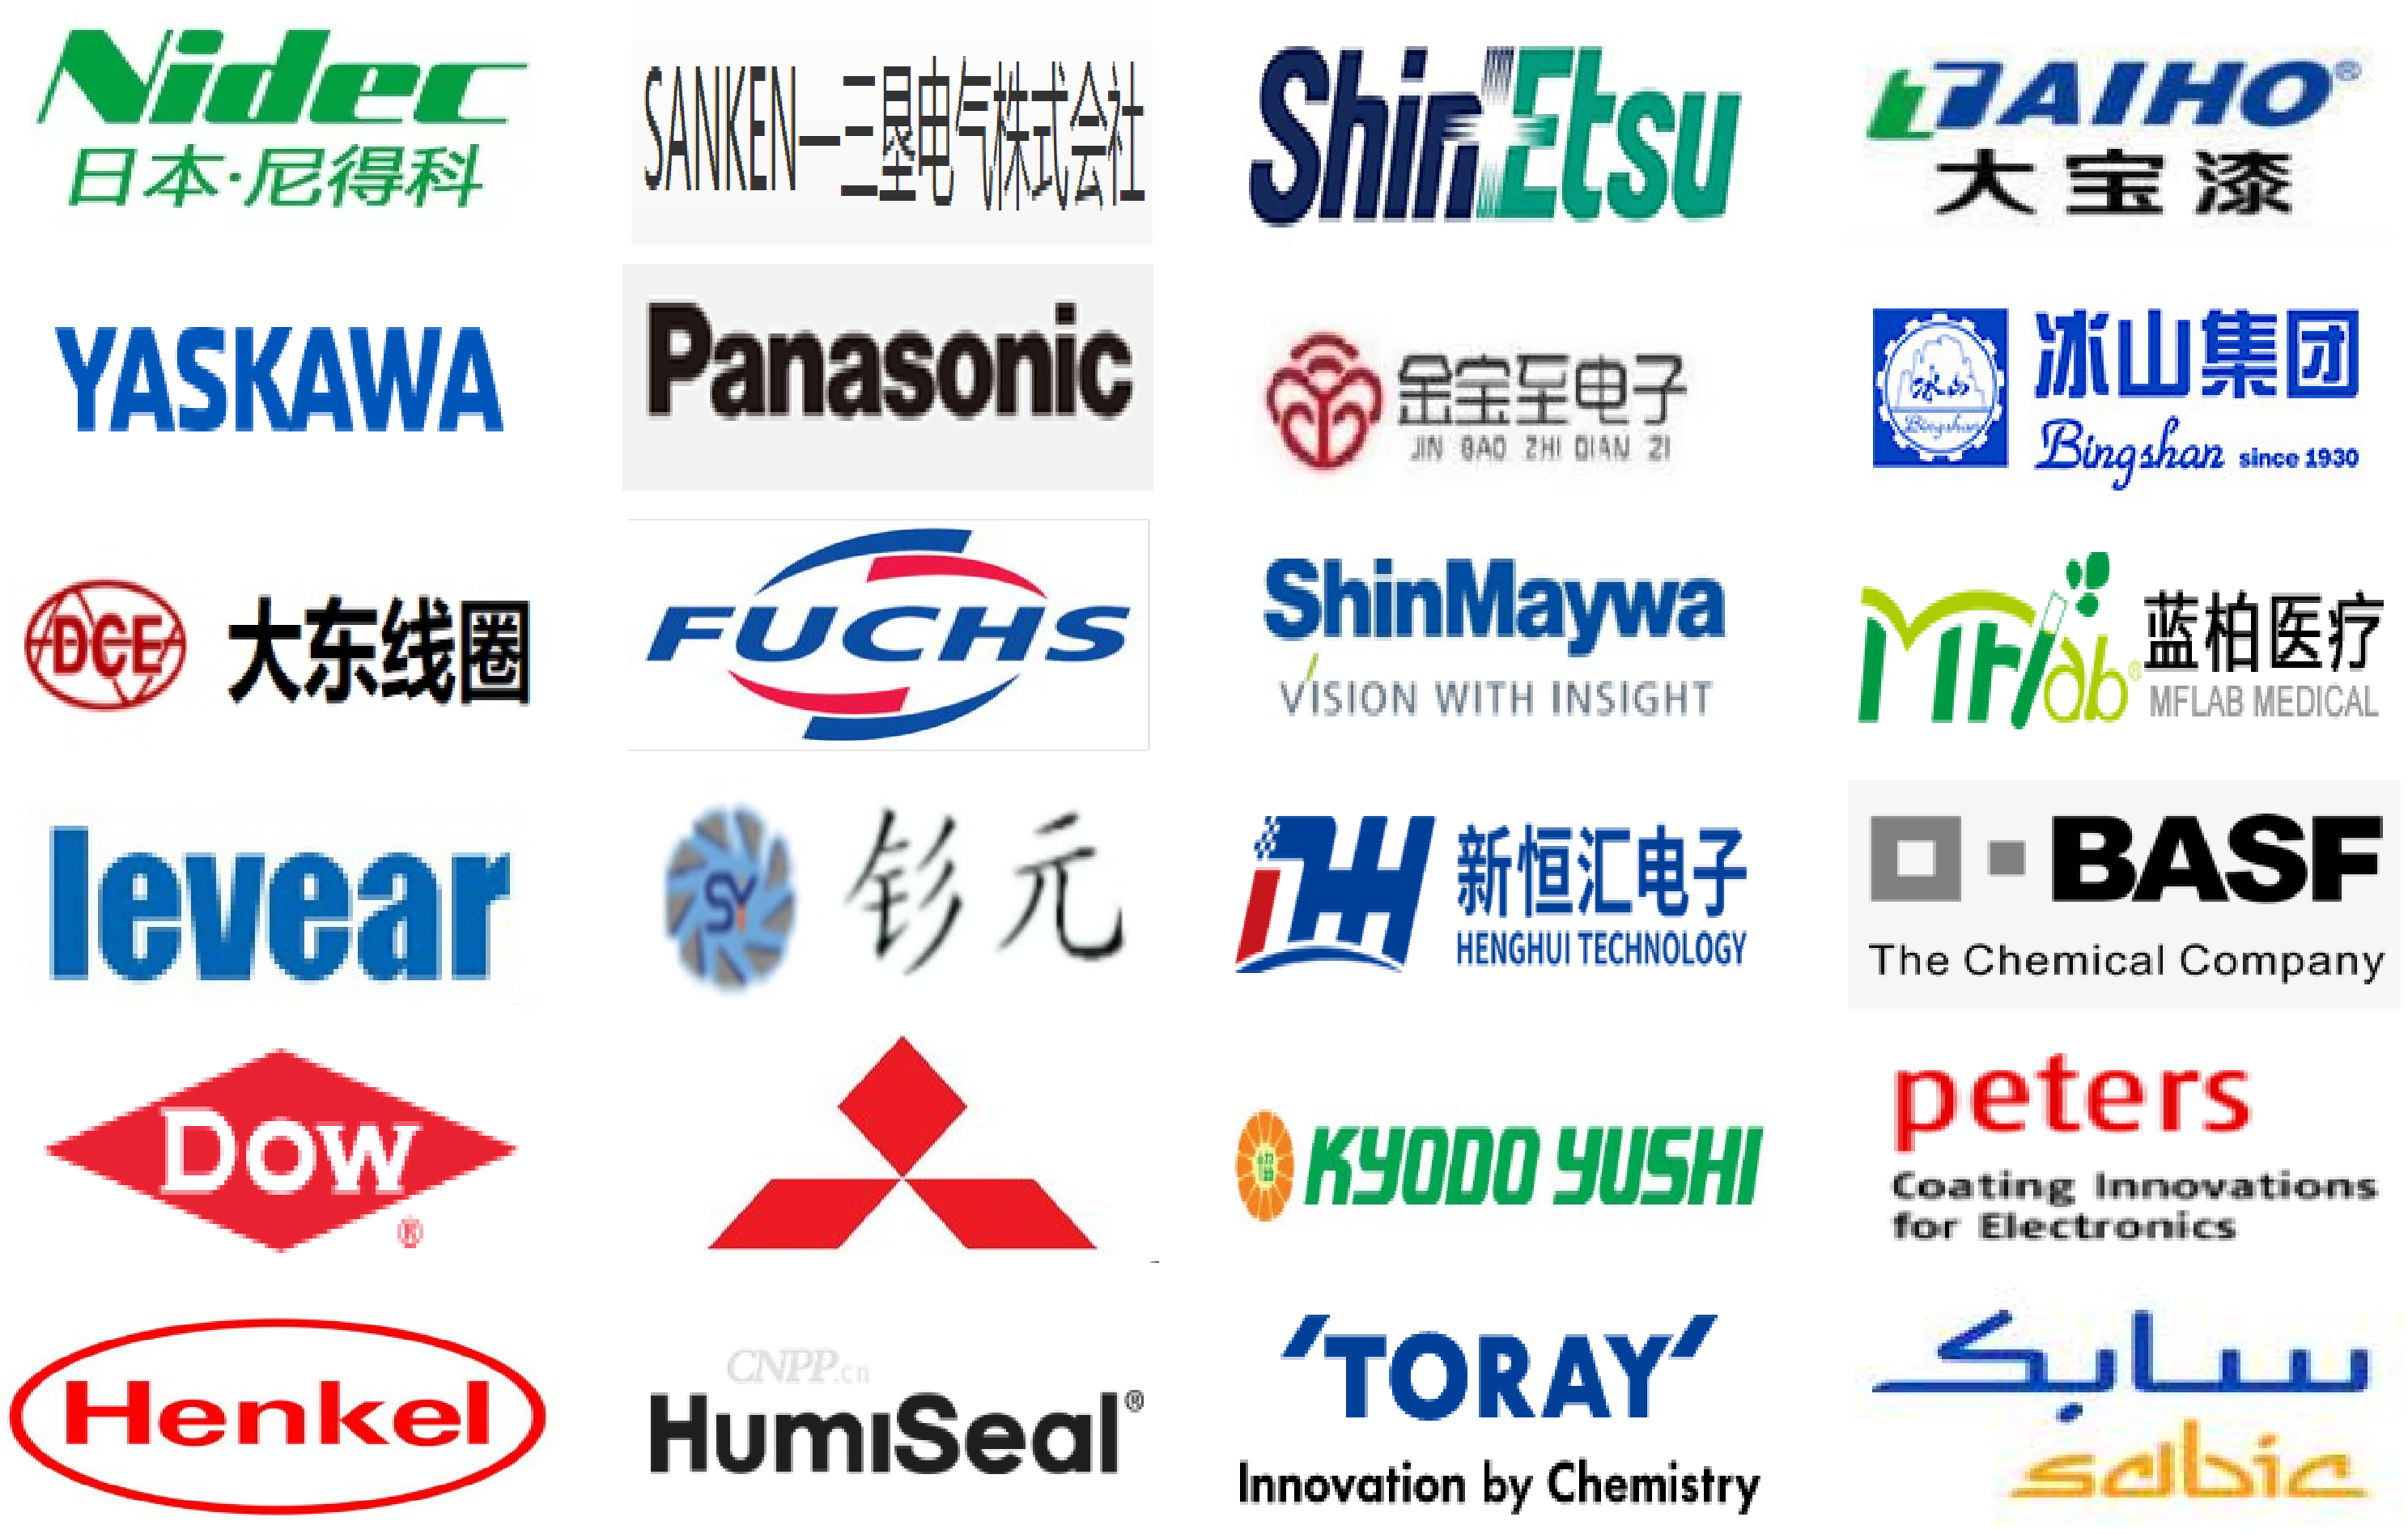 Nidec
日本·尼得科
SANKEN—三垦电气株式会社
ShinEtsu
TAIHO®
大宝漆
YASKAWA
Panasonic
金宝至电子
JIN BAO ZHI DIAN ZI
冰山
Bingshan
冰山集团
Bingshan since 1930
DCE
大东线圈
FUCHS
ShinMaywa
VISION WITH INSIGHT
MFlab®
蓝柏医疗
MFLAB MEDICAL
levear
SY
钐元
新恒汇电子
HENGHUI TECHNOLOGY
BASF
The Chemical Company
DOW
®
KYODO YUSHI
peters
Coating Innovations
for Electronics
Henkel
CNPP.cn
HumiSeal®
'TORAY'
Innovation by Chemistry
سابك
sabic